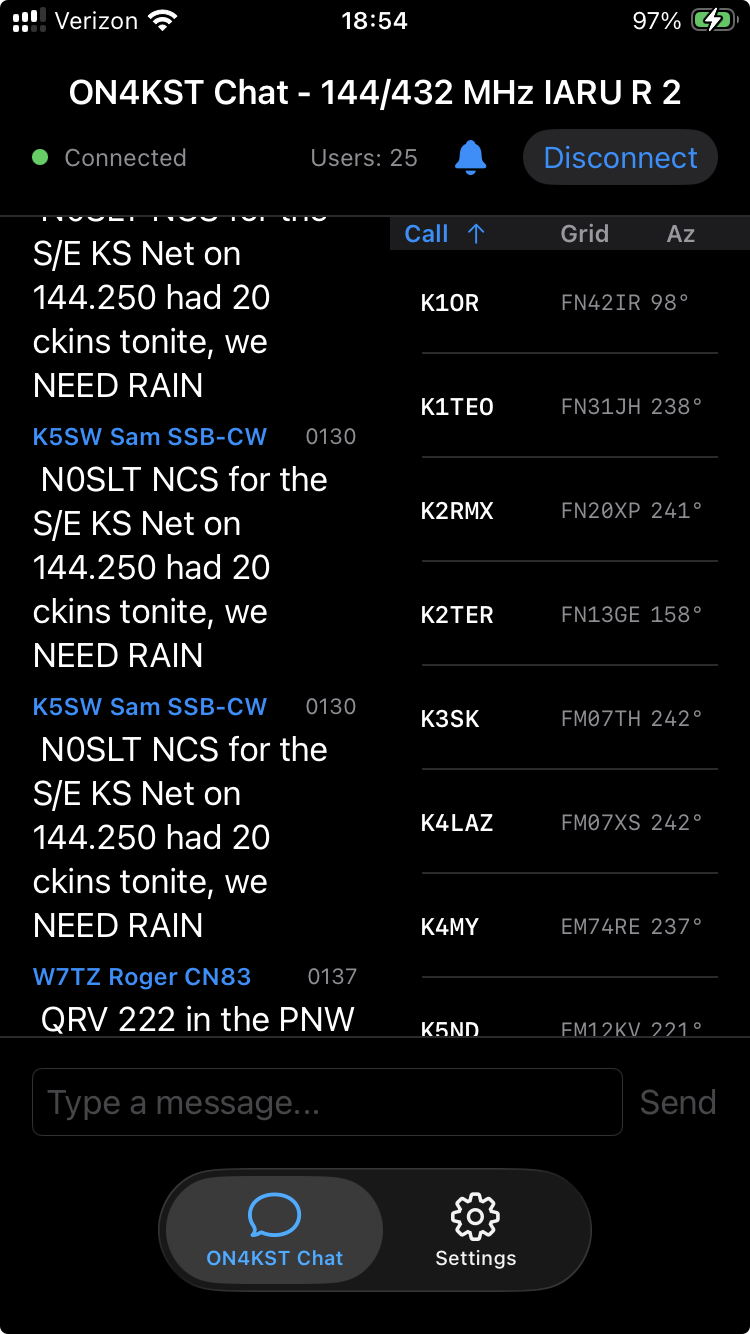 Verizon 18:54 97%
ON4KST Chat - 144/432 MHz IARU R 2
Connected Users: 25 Disconnect
N0SLT NCS for the
S/E KS Net on
144.250 had 20
ckins tonite, we
NEED RAIN
K5SW Sam SSB-CW 0130
N0SLT NCS for the
S/E KS Net on
144.250 had 20
ckins tonite, we
NEED RAIN
K5SW Sam SSB-CW 0130
N0SLT NCS for the
S/E KS Net on
144.250 had 20
ckins tonite, we
NEED RAIN
W7TZ Roger CN83 0137
QRV 222 in the PNW
Call ↑ Grid Az
K1OR FN42IR 98°
K1TEO FN31JH 238°
K2RMX FN20XP 241°
K2TER FN13GE 158°
K3SK FM07TH 242°
K4LAZ FM07XS 242°
K4MY EM74RE 237°
K5ND EM12KV 221°
Type a message...
Send
ON4KST Chat
Settings